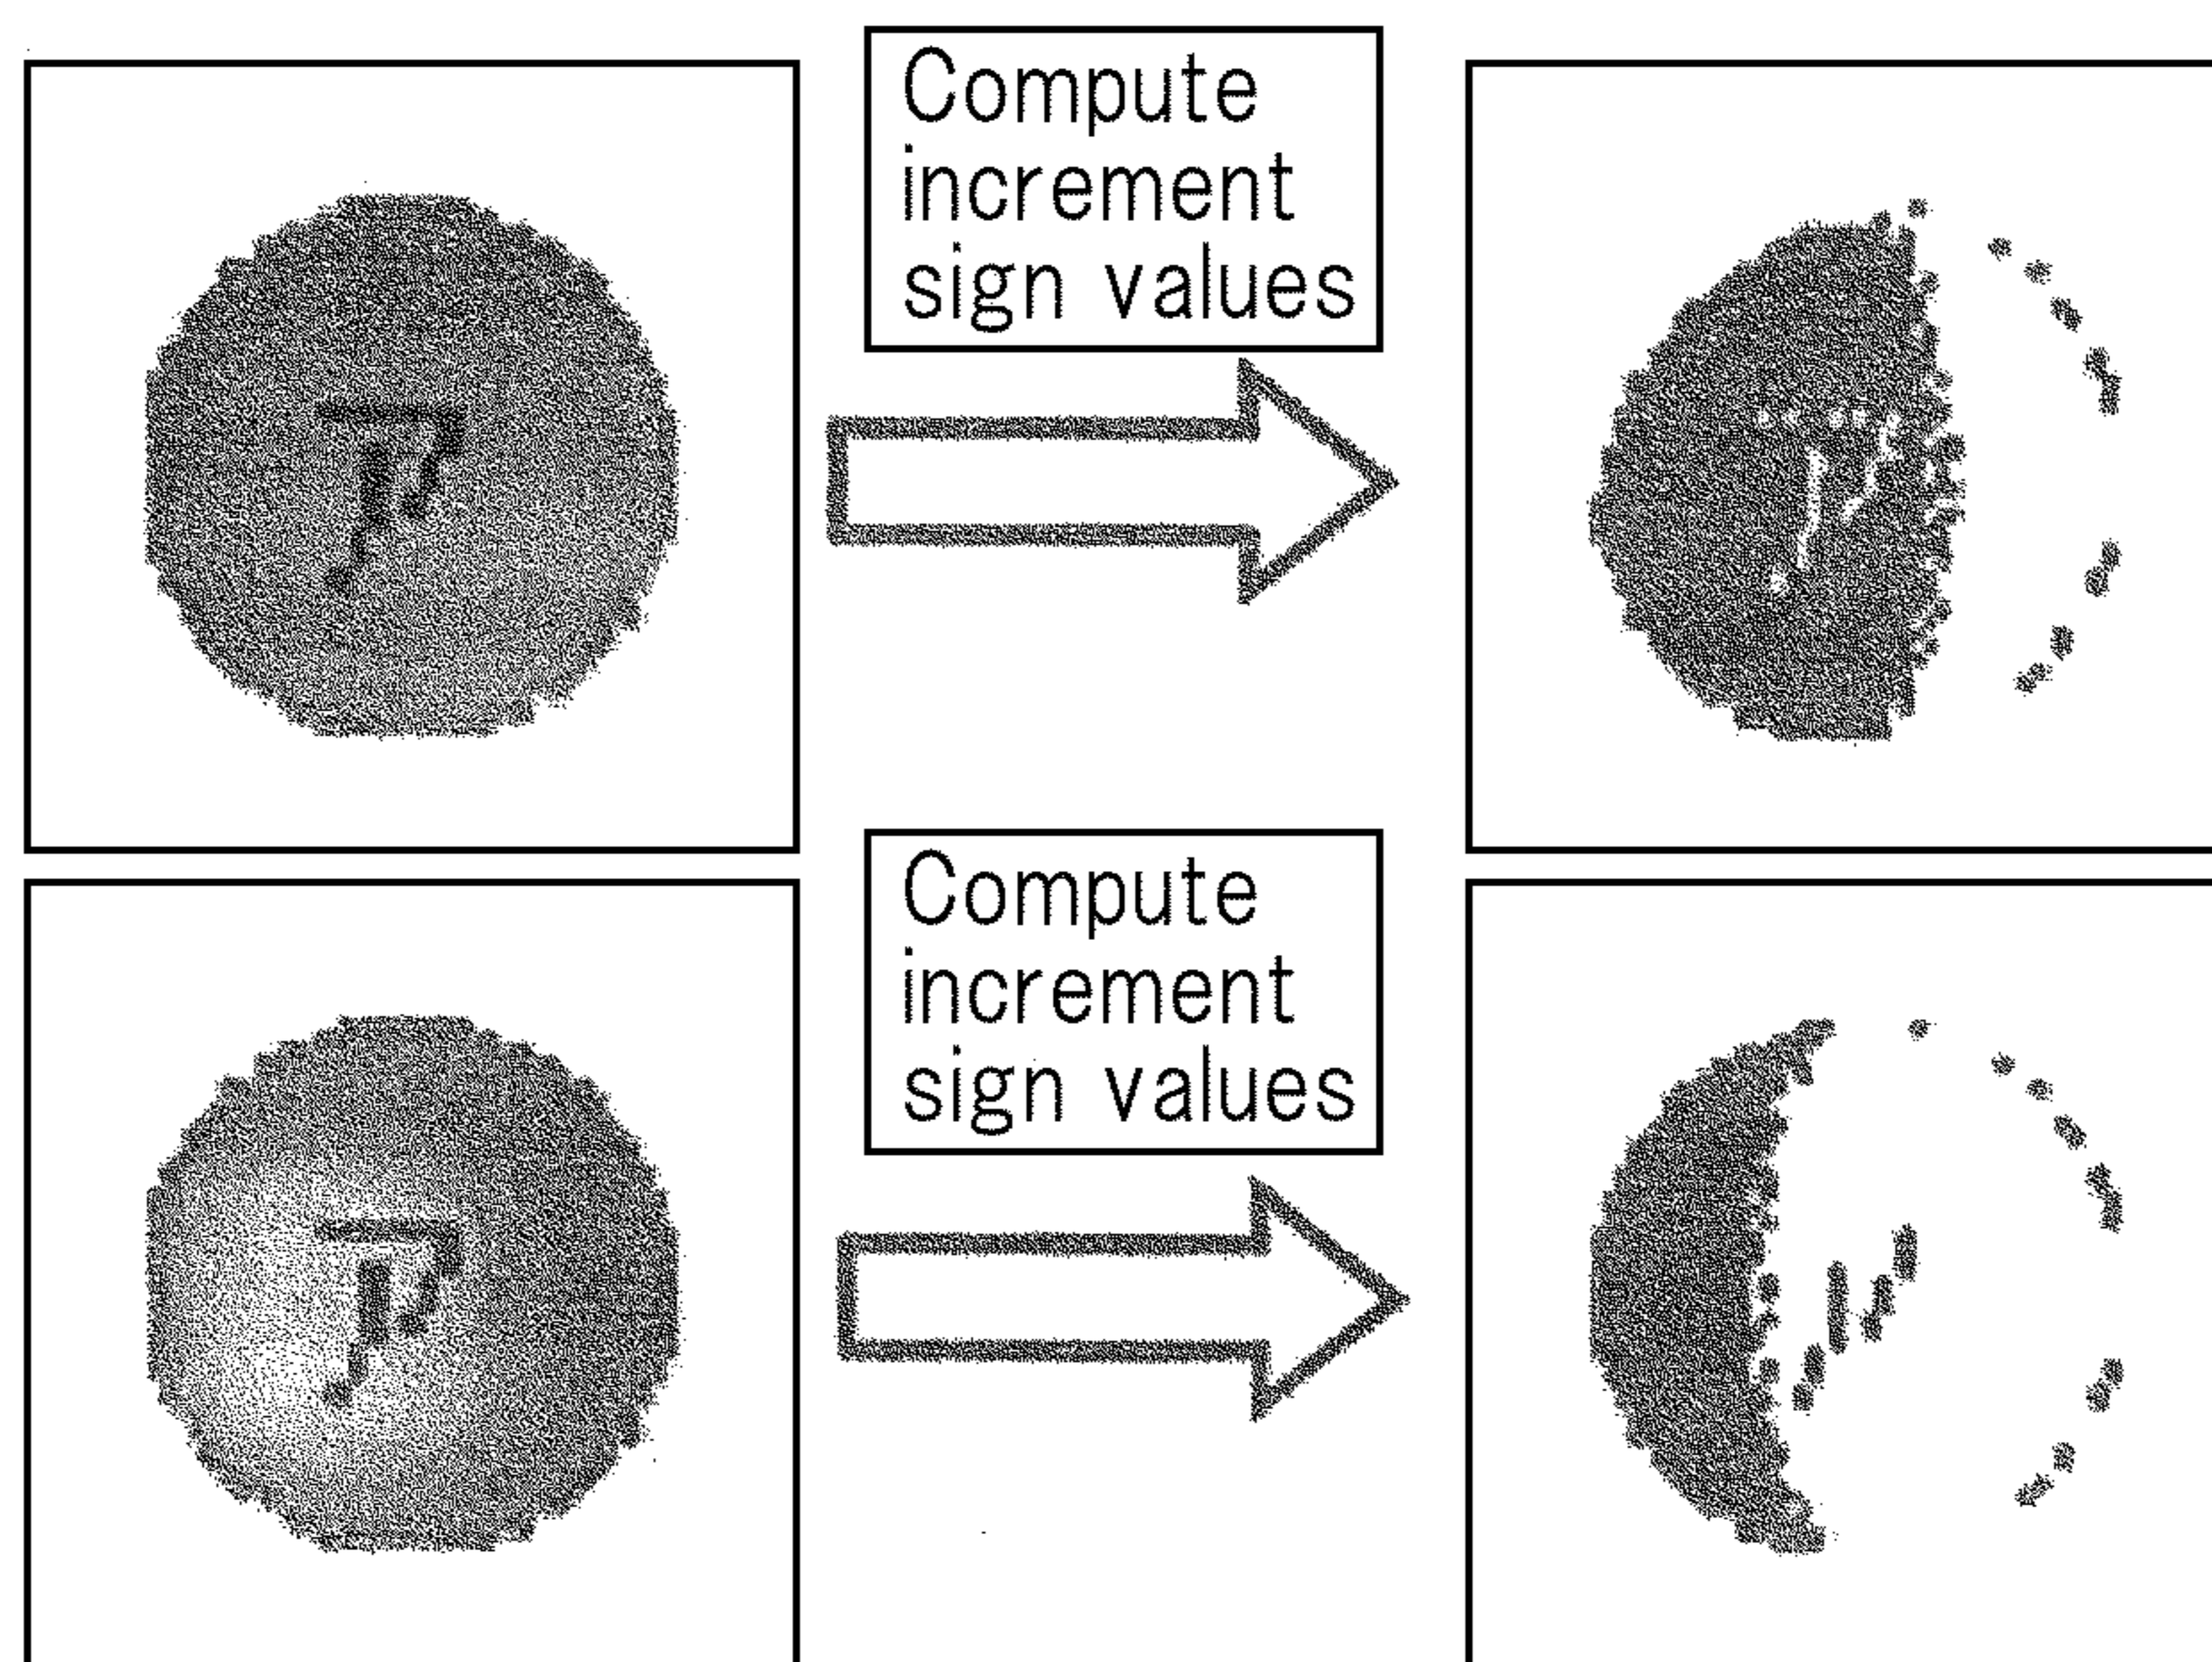 Compute
increment
sign values
Compute
increment
sign values